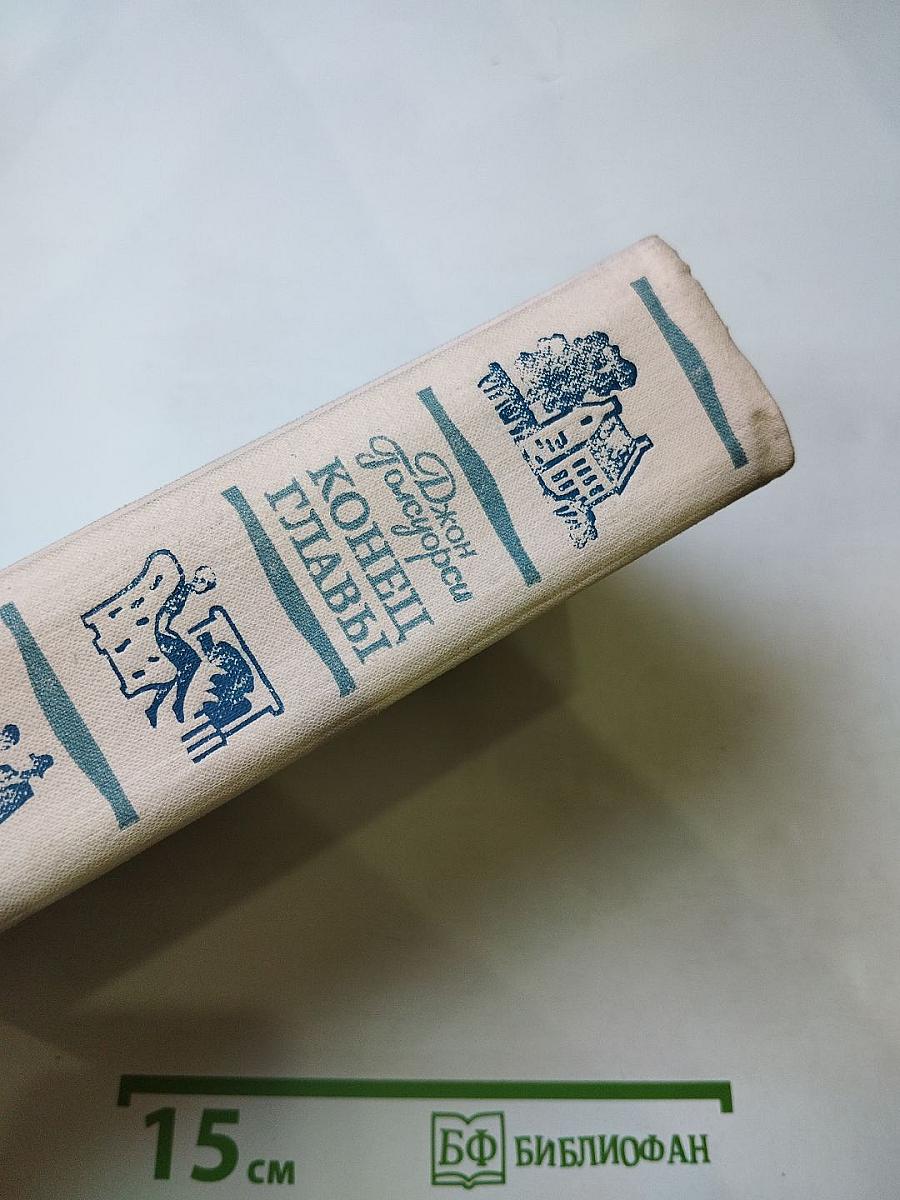 Джон
Голсуорси
КОНЕЦ
ГЛАВЫ
15 см
БФ БИБЛИОФАН